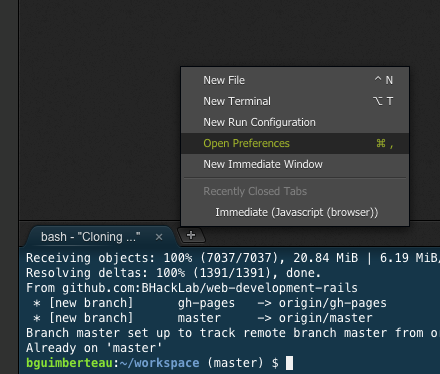 New File ^ N
New Terminal ⌥ T
New Run Configuration
Open Preferences ⌘ ,
New Immediate Window
Recently Closed Tabs
Immediate (Javascript (browser))
bash - "Cloning ..." × +
Receiving objects: 100% (7037/7037), 20.84 MiB | 6.19 MiB/
Resolving deltas: 100% (1391/1391), done.
From github.com:BHackLab/web-development-rails
* [new branch] gh-pages -> origin/gh-pages
* [new branch] master -> origin/master
Branch master set up to track remote branch master from o
Already on 'master'
bguimberteau:~/workspace (master) $